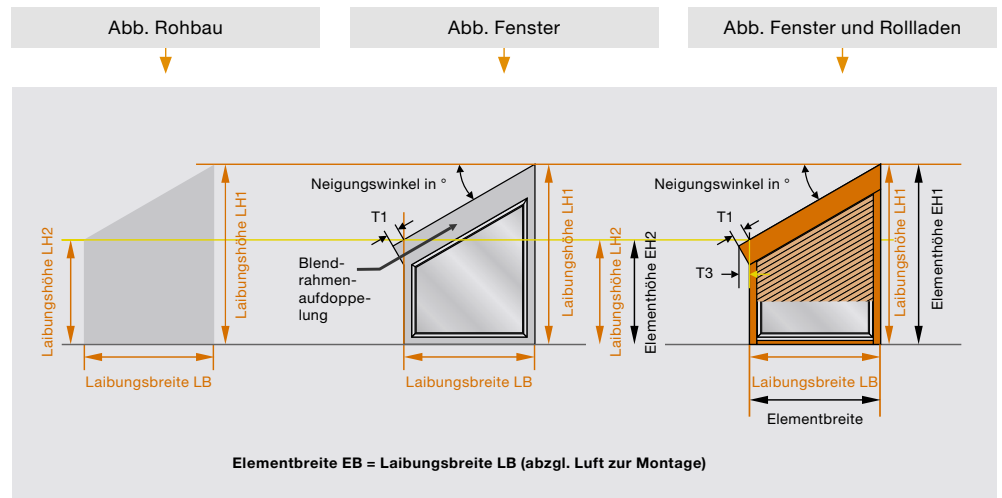 Abb. Rohbau
Abb. Fenster
Abb. Fenster und Rollladen
Laibungshöhe LH2
Laibungshöhe LH1
Laibungsbreite LB
Neigungswinkel in °
T1
Blend-
rahmen-
aufdoppe-
lung
Laibungshöhe LH1
Laibungshöhe LH2
Elementhöhe EH2
Laibungsbreite LB
Neigungswinkel in °
T1
T3
Laibungshöhe LH1
Elementhöhe EH1
Laibungsbreite LB
Elementbreite
Elementbreite EB = Laibungsbreite LB (abzgl. Luft zur Montage)